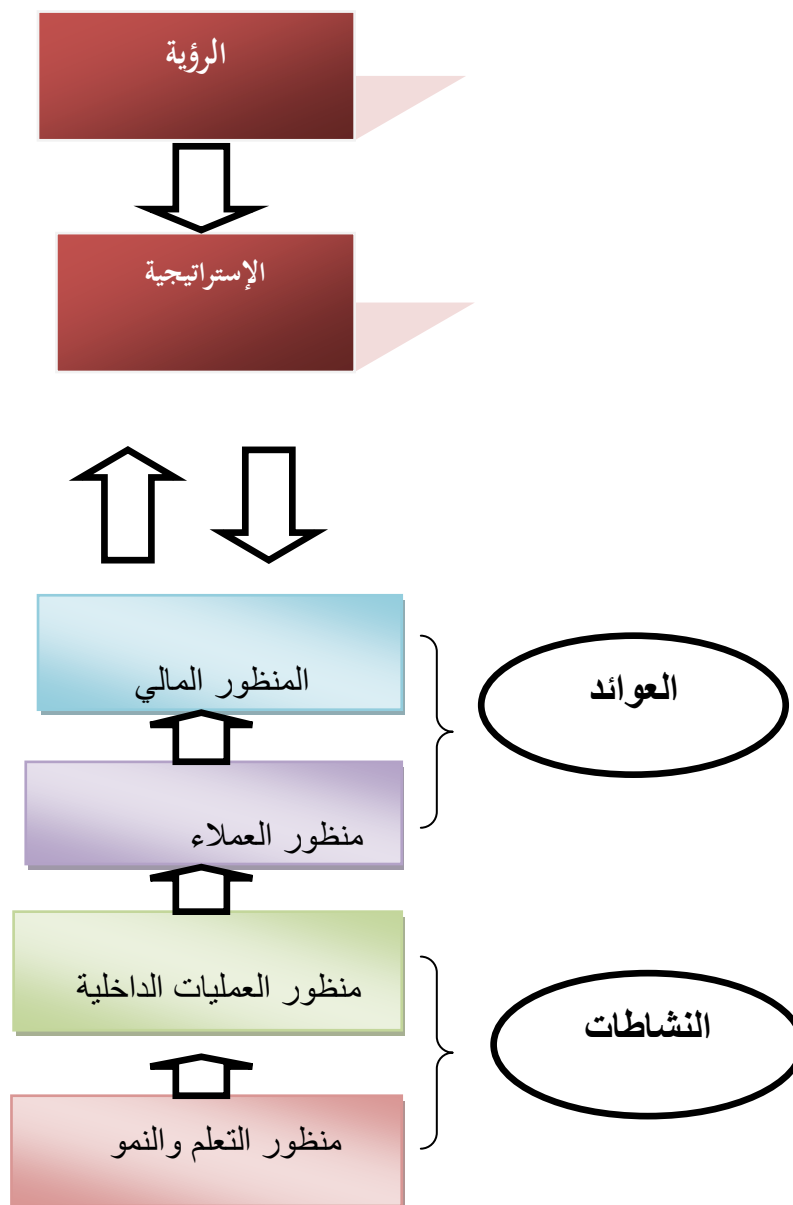 الرؤية
الإستراتيجية
المنظور المالي
العوائد
منظور العملاء
منظور العمليات الداخلية
النشاطات
منظور التعلم والنمو